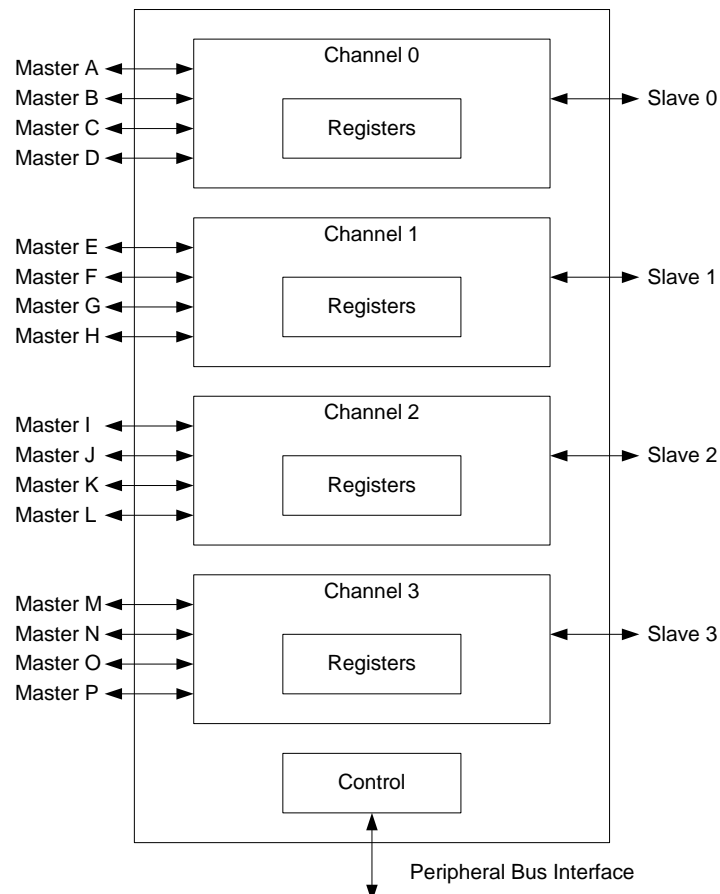 Channel 0
Master A
Master B
Master C
Master D
Registers
Slave 0
Channel 1
Master E
Master F
Master G
Master H
Registers
Slave 1
Channel 2
Master I
Master J
Master K
Master L
Registers
Slave 2
Channel 3
Master M
Master N
Master O
Master P
Registers
Slave 3
Control
Peripheral Bus Interface